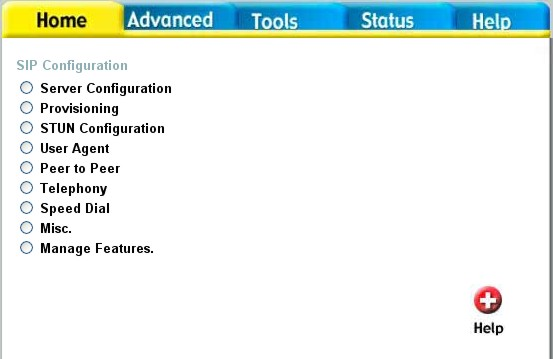 Home Advanced Tools Status Help
SIP Configuration
Server Configuration
Provisioning
STUN Configuration
User Agent
Peer to Peer
Telephony
Speed Dial
Misc.
Manage Features.
Help